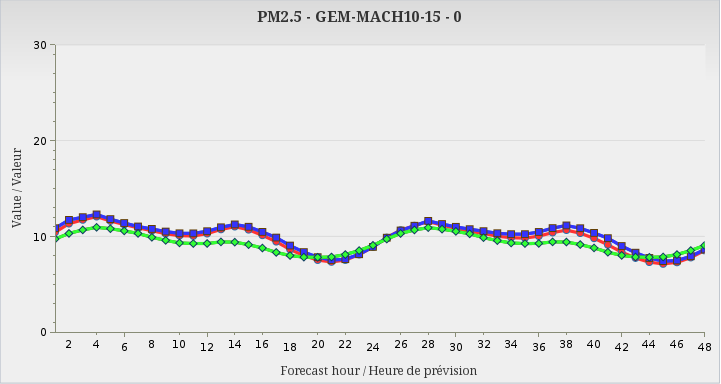 PM2.5 - GEM-MACH10-15 - 0
Value / Valeur
30
20
10
0
2 4 6 8 10 12 14 16 18 20 22 24 26 28 30 32 34 36 38 40 42 44 46 48
Forecast hour / Heure de prévision